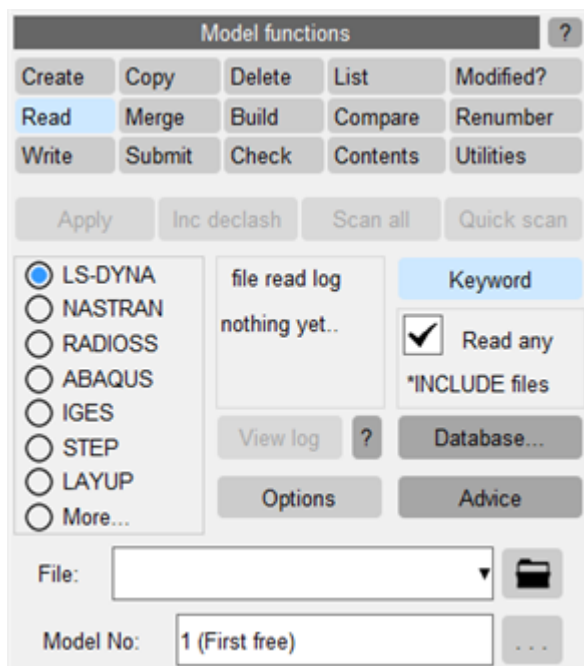 Model functions ?
Create Copy Delete List Modified?
Read Merge Build Compare Renumber
Write Submit Check Contents Utilities
Apply Inc declash Scan all Quick scan
LS-DYNA
NASTRAN
RADIOSS
ABAQUS
IGES
STEP
LAYUP
More...
file read log
nothing yet..
Keyword
Read any
*INCLUDE files
View log ? Database...
Options Advice
File:
Model No: 1 (First free) ...